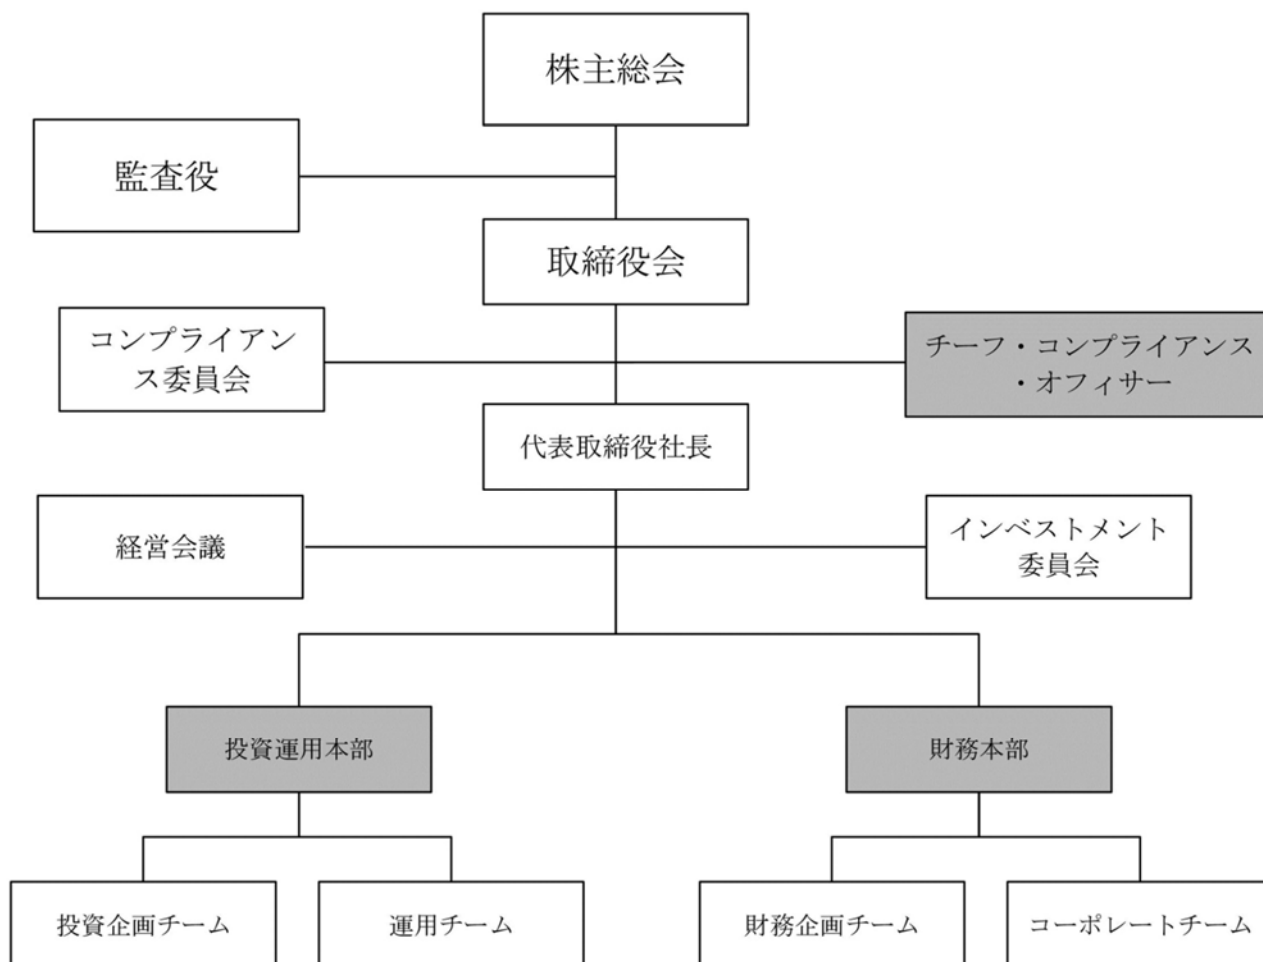 株主総会
監査役
取締役会
コンプライアン
ス委員会
チーフ・コンプライアンス
・オフィサー
代表取締役社長
経営会議
インベストメント
委員会
投資運用本部
財務本部
投資企画チーム
運用チーム
財務企画チーム
コーポレートチーム